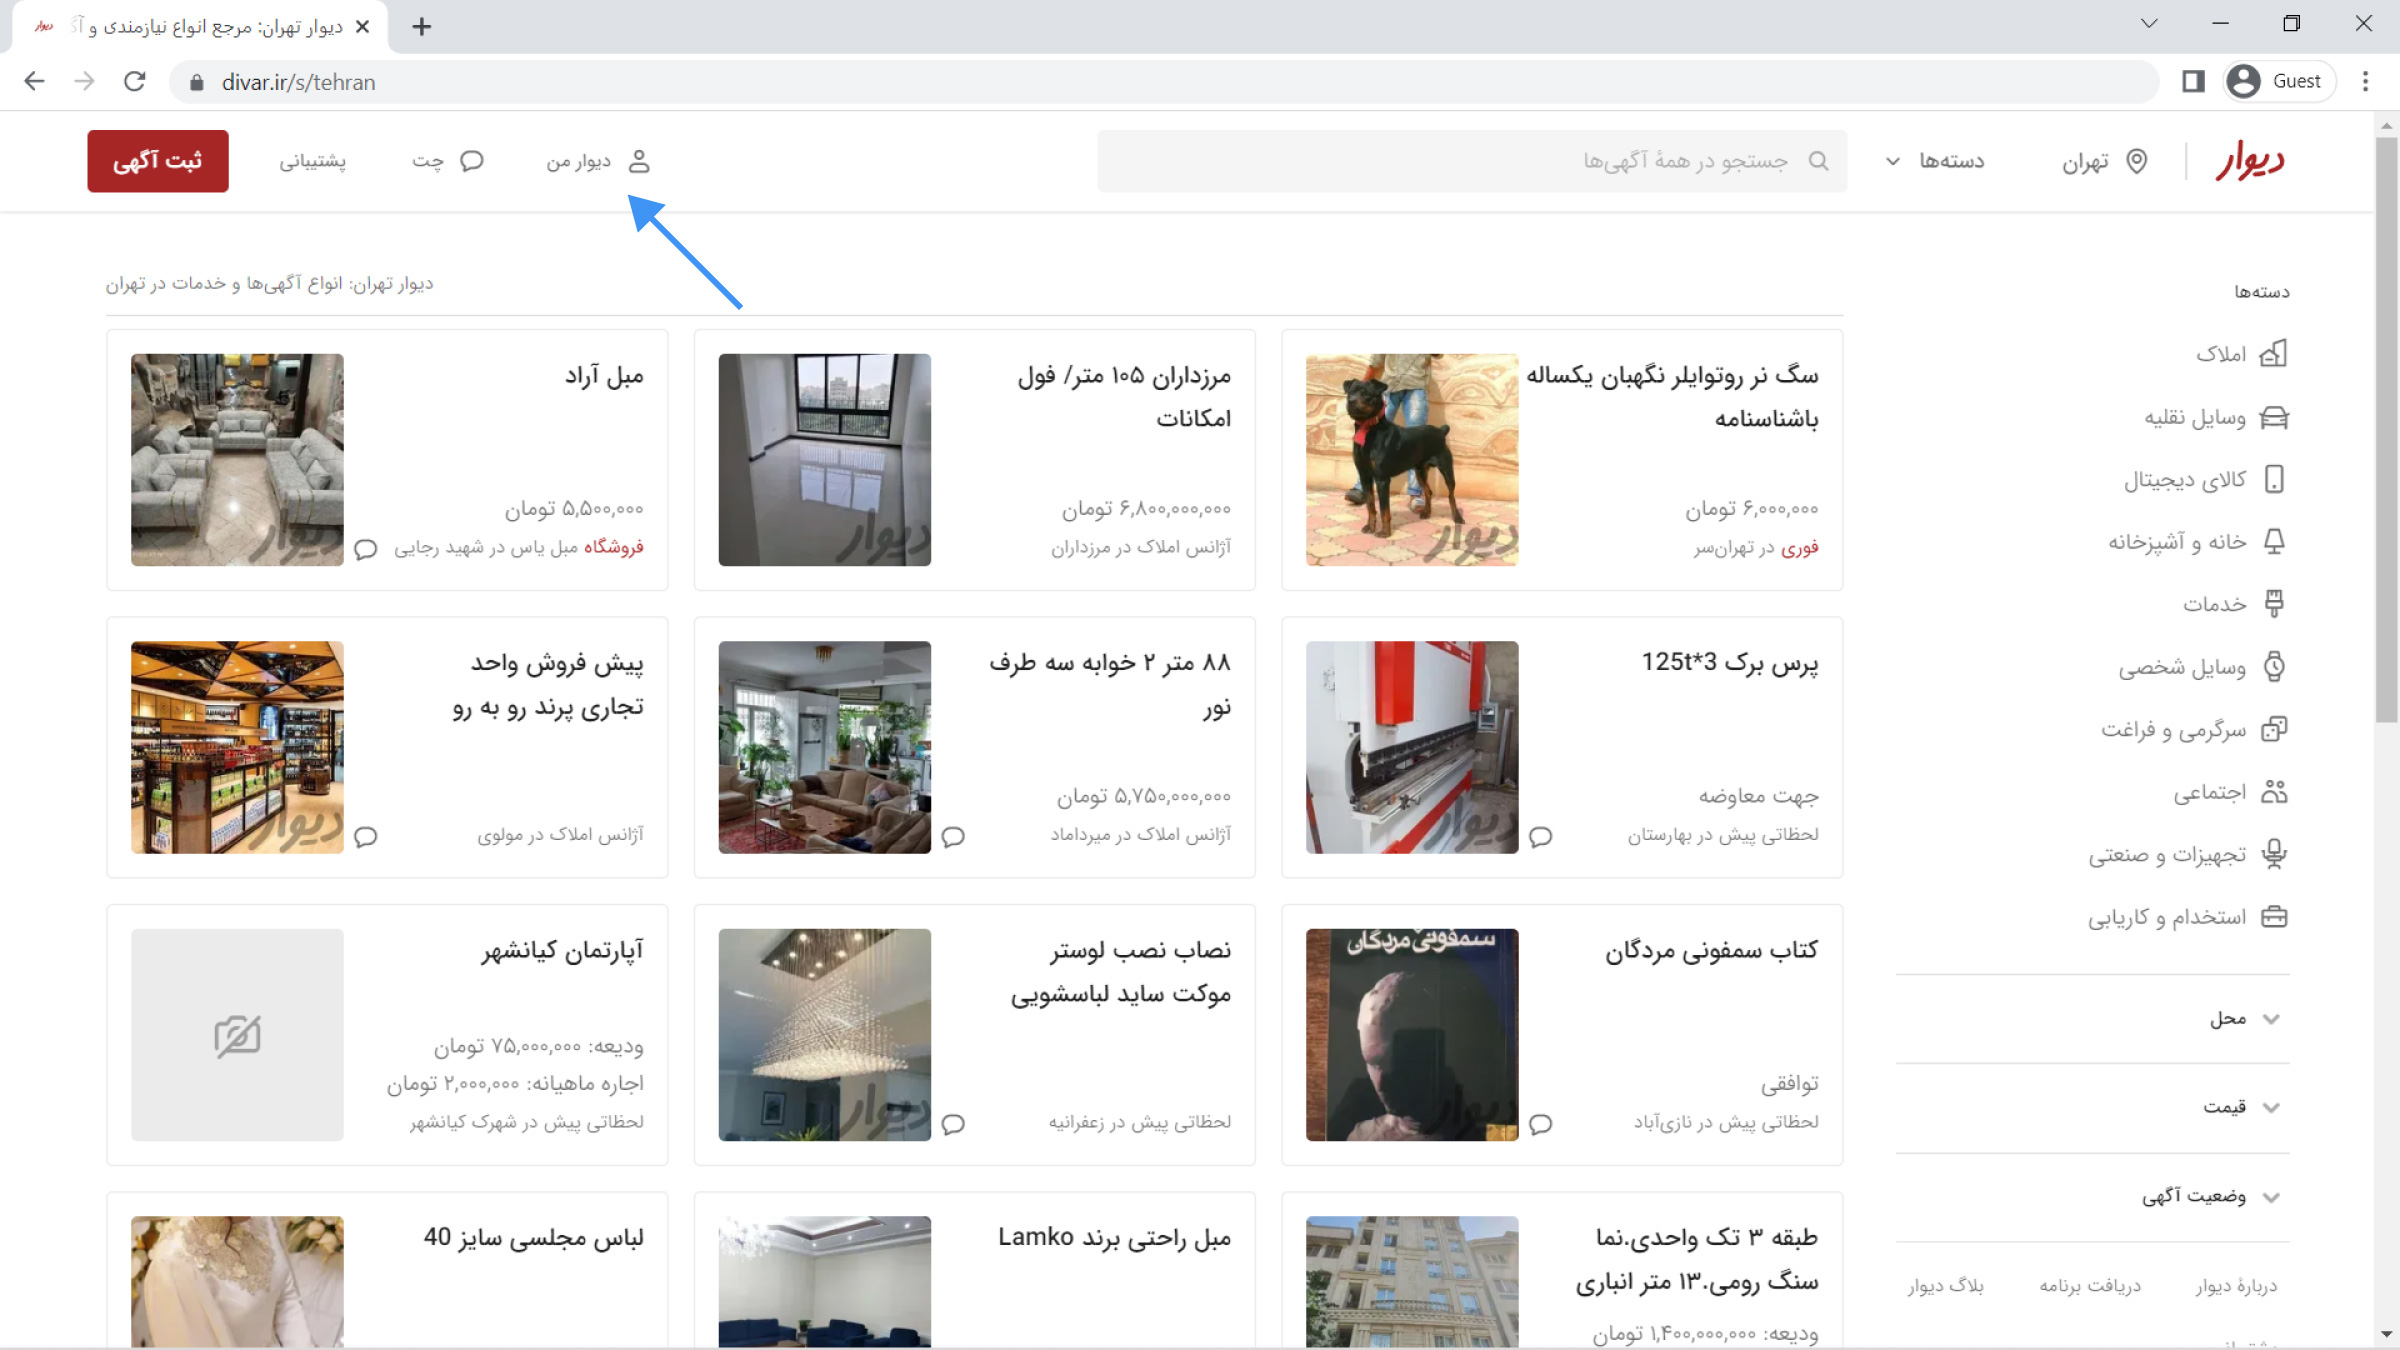 دیوار تهران: مرجع انواع نیازمندی و آگ
divar.ir/s/tehran
Guest
دیوار
تهران
دسته‌ها
جستجو در همهٔ آگهی‌ها
دیوار من
چت
پشتیبانی
ثبت آگهی
دسته‌ها
املاک
وسایل نقلیه
کالای دیجیتال
خانه و آشپزخانه
خدمات
وسایل شخصی
سرگرمی و فراغت
اجتماعی
تجهیزات و صنعتی
استخدام و کاریابی
محل
قیمت
وضعیت آگهی
دربارهٔ دیوار
دریافت برنامه
بلاگ دیوار
دیوار تهران: انواع آگهی‌ها و خدمات در تهران
سگ نر روتوایلر نگهبان یکساله
باشناسنامه
۶,۰۰۰,۰۰۰ تومان
فوری در تهران‌سر
دیوار
مرزداران ۱۰۵ متر/ فول
امکانات
۶,۸۰۰,۰۰۰,۰۰۰ تومان
آژانس املاک در مرزداران
دیوار
مبل آراد
۵,۵۰۰,۰۰۰ تومان
فروشگاه مبل یاس در شهید رجایی
دیوار
پرس برک 3*125t
جهت معاوضه
لحظاتی پیش در بهارستان
دیوار
۸۸ متر ۲ خوابه سه طرف
نور
۵,۷۵۰,۰۰۰,۰۰۰ تومان
آژانس املاک در میرداماد
پیش فروش واحد
تجاری پرند رو به رو
آژانس املاک در مولوی
دیوار
کتاب سمفونی مردگان
توافقی
لحظاتی پیش در نازی‌آباد
سمفونی مردگان
دیوار
نصاب نصب لوستر
موکت ساید لباسشویی
لحظاتی پیش در زعفرانیه
دیوار
آپارتمان کیانشهر
ودیعه: ۷۵,۰۰۰,۰۰۰ تومان
اجاره ماهیانه: ۲,۰۰۰,۰۰۰ تومان
لحظاتی پیش در شهرک کیانشهر
طبقه ۳ تک واحدی.نما
سنگ رومی.۱۳ متر انباری
ودیعه: ۱,۴۰۰,۰۰۰,۰۰۰ تومان
مبل راحتی برند Lamko
لباس مجلسی سایز 40